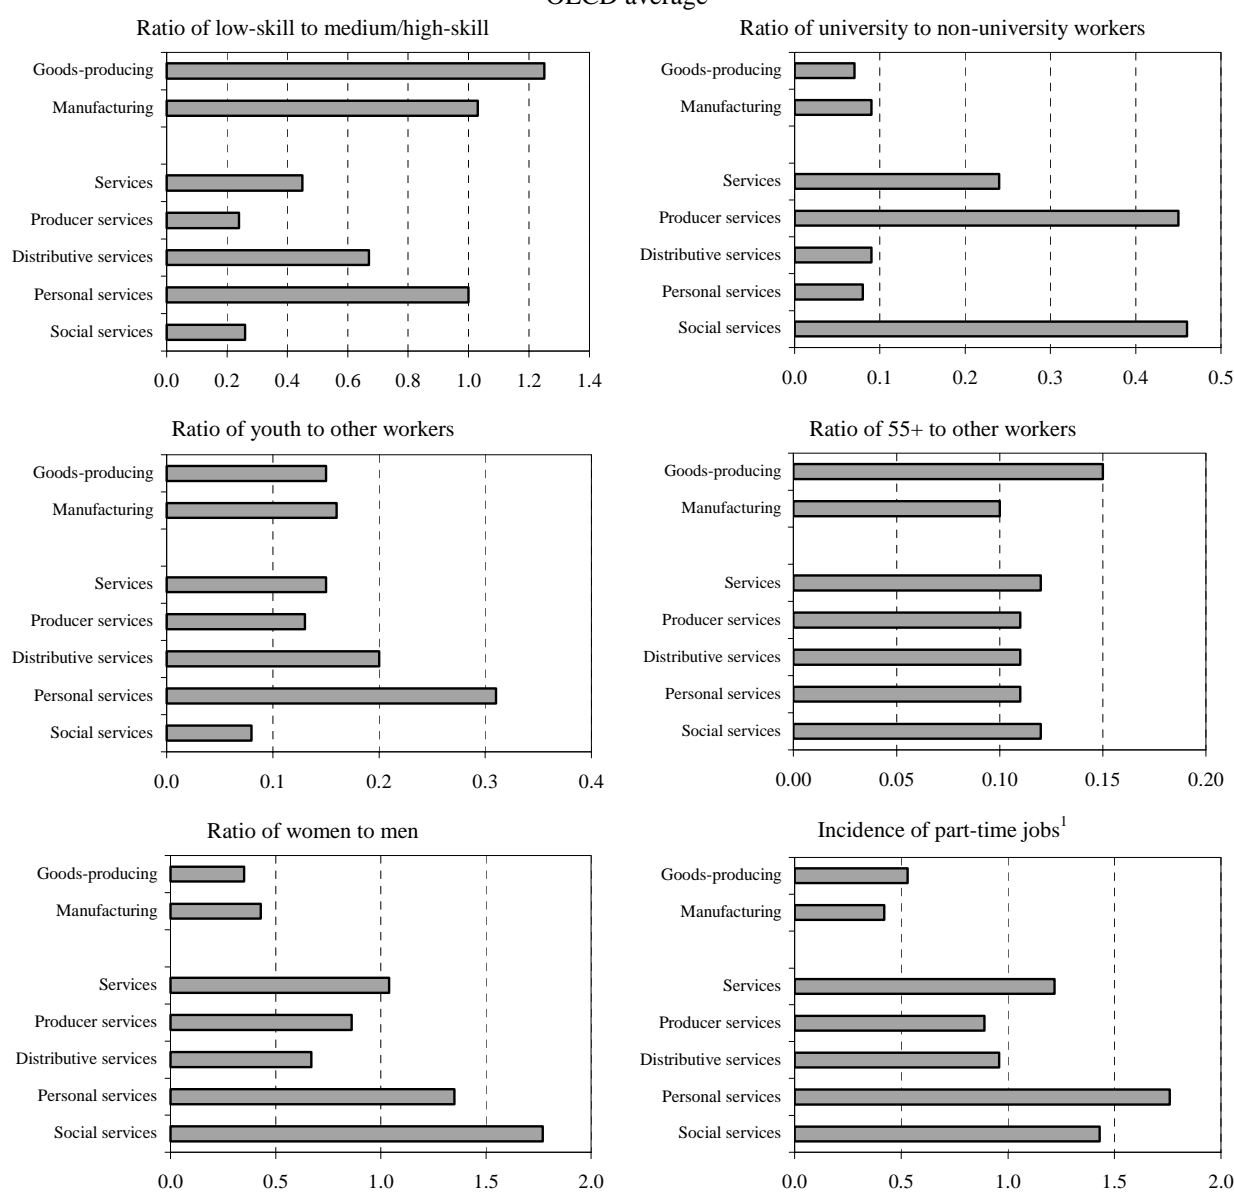 OECD average
Ratio of low-skill to medium/high-skill
Goods-producing
Manufacturing
Services
Producer services
Distributive services
Personal services
Social services
0.0 0.2 0.4 0.6 0.8 1.0 1.2 1.4
Ratio of university to non-university workers
Goods-producing
Manufacturing
Services
Producer services
Distributive services
Personal services
Social services
0.0 0.1 0.2 0.3 0.4 0.5
Ratio of youth to other workers
Goods-producing
Manufacturing
Services
Producer services
Distributive services
Personal services
Social services
0.0 0.1 0.2 0.3 0.4
Ratio of 55+ to other workers
Goods-producing
Manufacturing
Services
Producer services
Distributive services
Personal services
Social services
0.00 0.05 0.10 0.15 0.20
Ratio of women to men
Goods-producing
Manufacturing
Services
Producer services
Distributive services
Personal services
Social services
0.0 0.5 1.0 1.5 2.0
Incidence of part-time jobs¹
Goods-producing
Manufacturing
Services
Producer services
Distributive services
Personal services
Social services
0.0 0.5 1.0 1.5 2.0